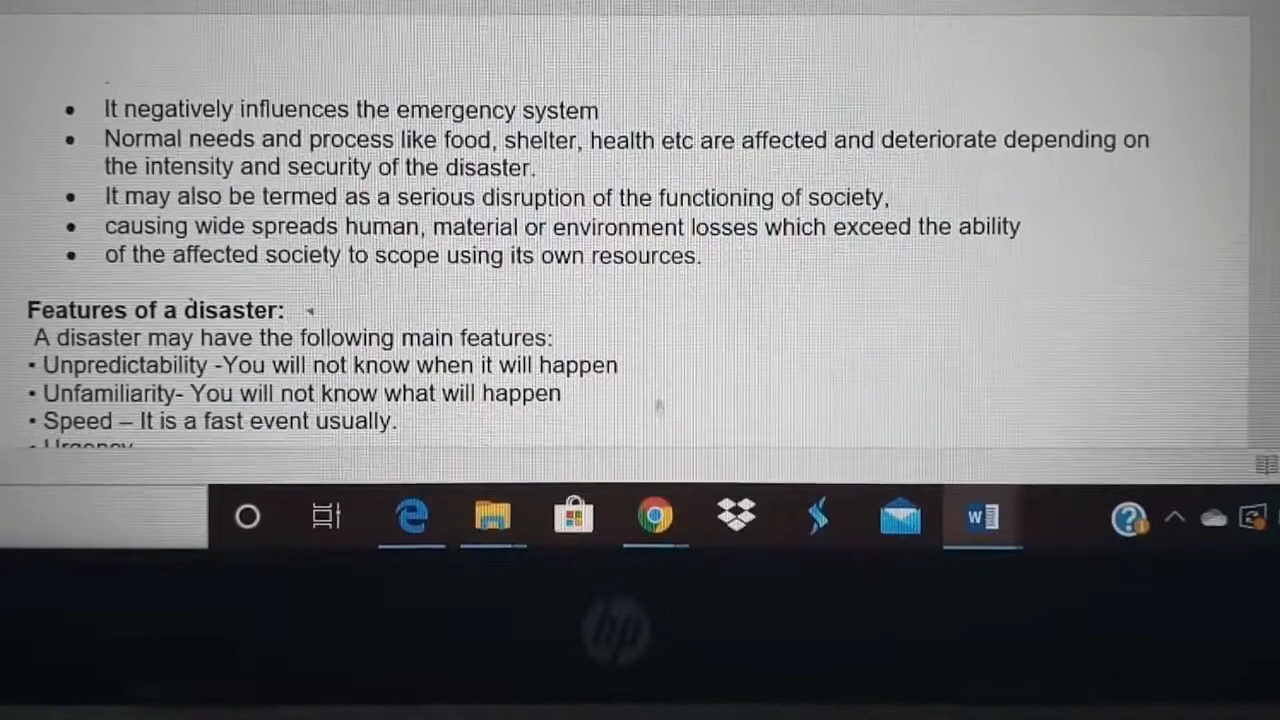 • It negatively influences the emergency system
• Normal needs and process like food, shelter, health etc are affected and deteriorate depending on
the intensity and security of the disaster.
• It may also be termed as a serious disruption of the functioning of society,
• causing wide spreads human, material or environment losses which exceed the ability
• of the affected society to scope using its own resources.
Features of a disaster:
A disaster may have the following main features:
• Unpredictability -You will not know when it will happen
• Unfamiliarity- You will not know what will happen
• Speed – It is a fast event usually.
• Urgency
W
hp